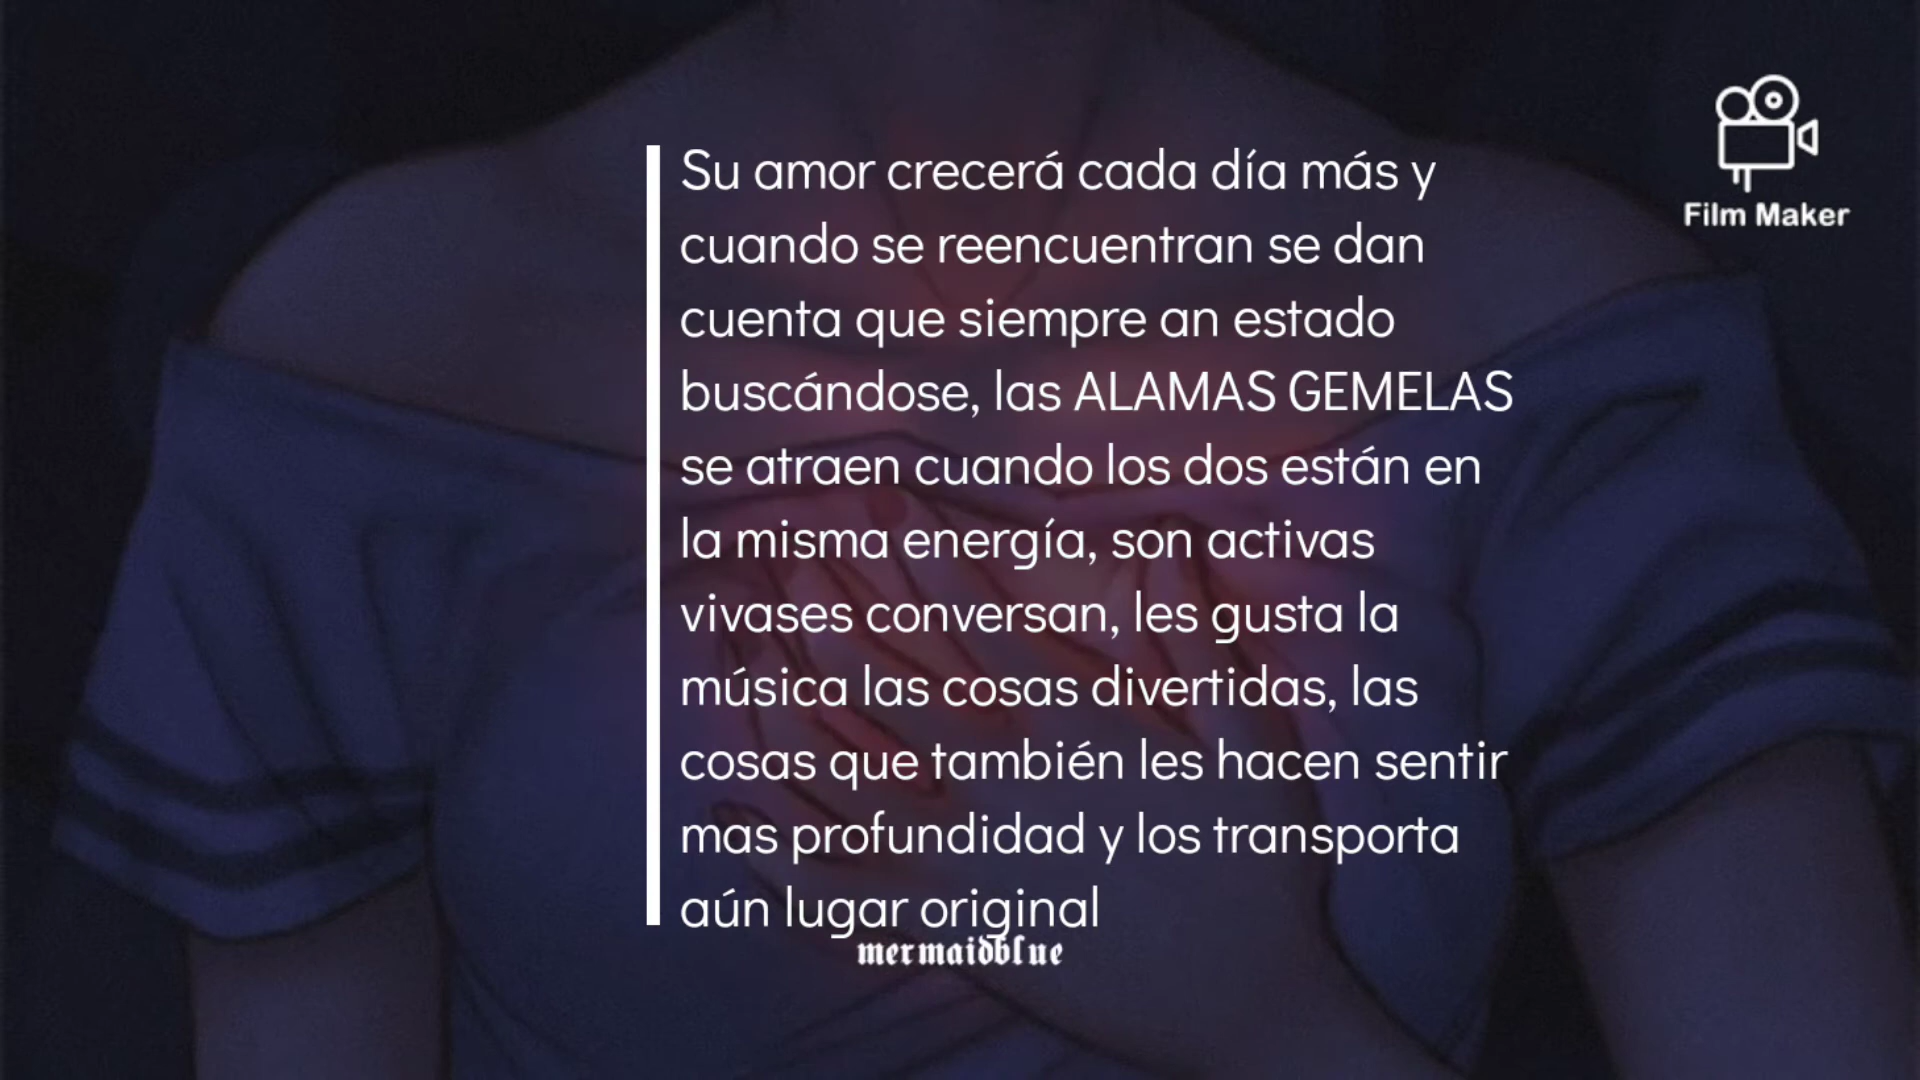 Su amor crecerá cada día más y
cuando se reencuentran se dan
cuenta que siempre an estado
buscándose, las ALAMAS GEMELAS
se atraen cuando los dos están en
la misma energía, son activas
vivases conversan, les gusta la
música las cosas divertidas, las
cosas que también les hacen sentir
mas profundidad y los transporta
aún lugar original
mermaidblue
Film Maker